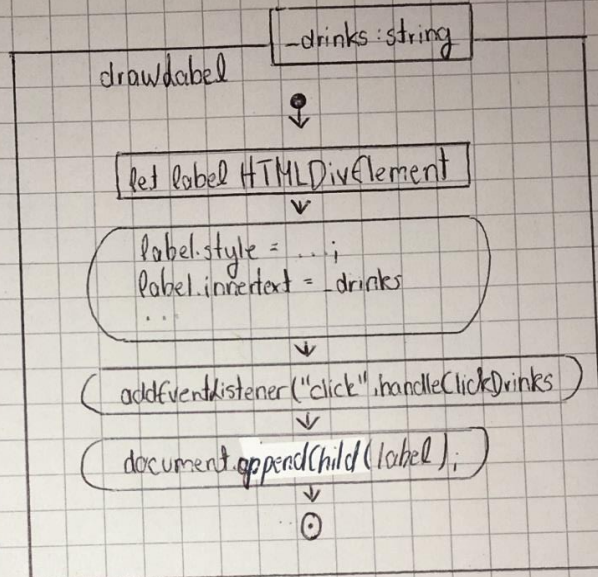 _drinks:string
drawLabel
let label HTMLDivElement
label.style = ...;
label.innertext = _drinks
...
addEventListener("click",handleClickDrinks
document.appendChild(label);